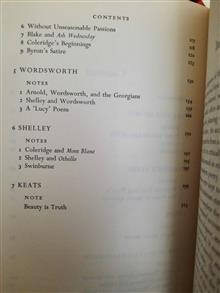 CONTENTS
6 Without Unseasonable Passions
7 Blake and Ash Wednesday
8 Coleridge's Beginnings
9 Byron's Satire
5 WORDSWORTH
NOTES
1 Arnold, Wordsworth, and the Georgians
2 Shelley and Wordsworth
3 A 'Lucy' Poem
6 SHELLEY
NOTES
1 Coleridge and Mont Blanc
2 Shelley and Othello
3 Swinburne
7 KEATS
NOTE
Beauty is Truth